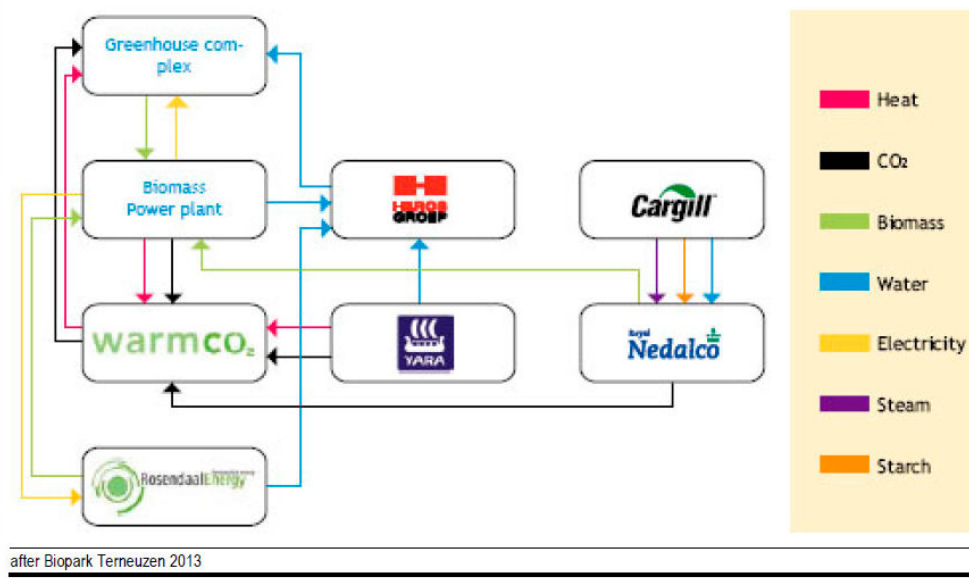 Greenhouse com-
plex
Biomass
Power plant
HEROS
GROEP
Cargill
warmco₂
YARA
Royal
Nedalco
RosendaalEnergy
Heat
CO₂
Biomass
Water
Electricity
Steam
Starch
after Biopark Terneuzen 2013